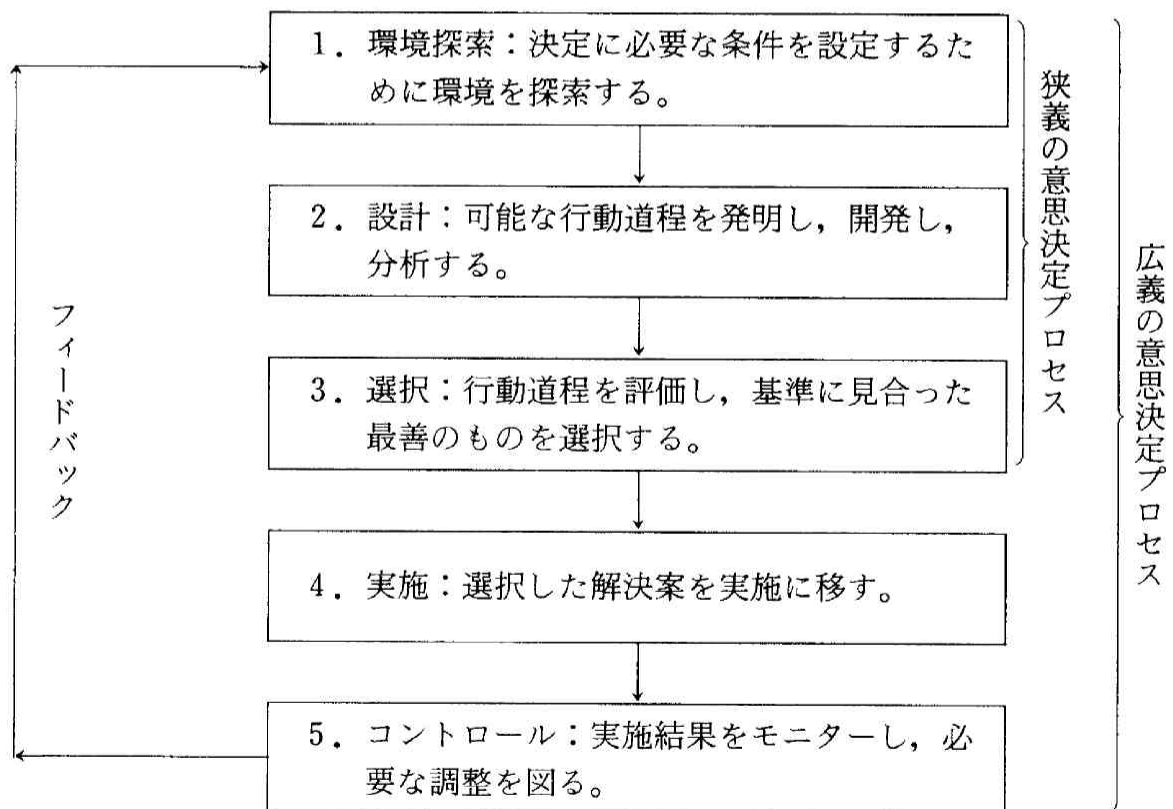 1．環境探索：決定に必要な条件を設定するた
めに環境を探索する。
2．設計：可能な行動道程を発明し，開発し，
分析する。
3．選択：行動道程を評価し，基準に見合った
最善のものを選択する。
4．実施：選択した解決案を実施に移す。
5．コントロール：実施結果をモニターし，必
要な調整を図る。
狭義の意思決定プロセス
広義の意思決定プロセス
フィードバック